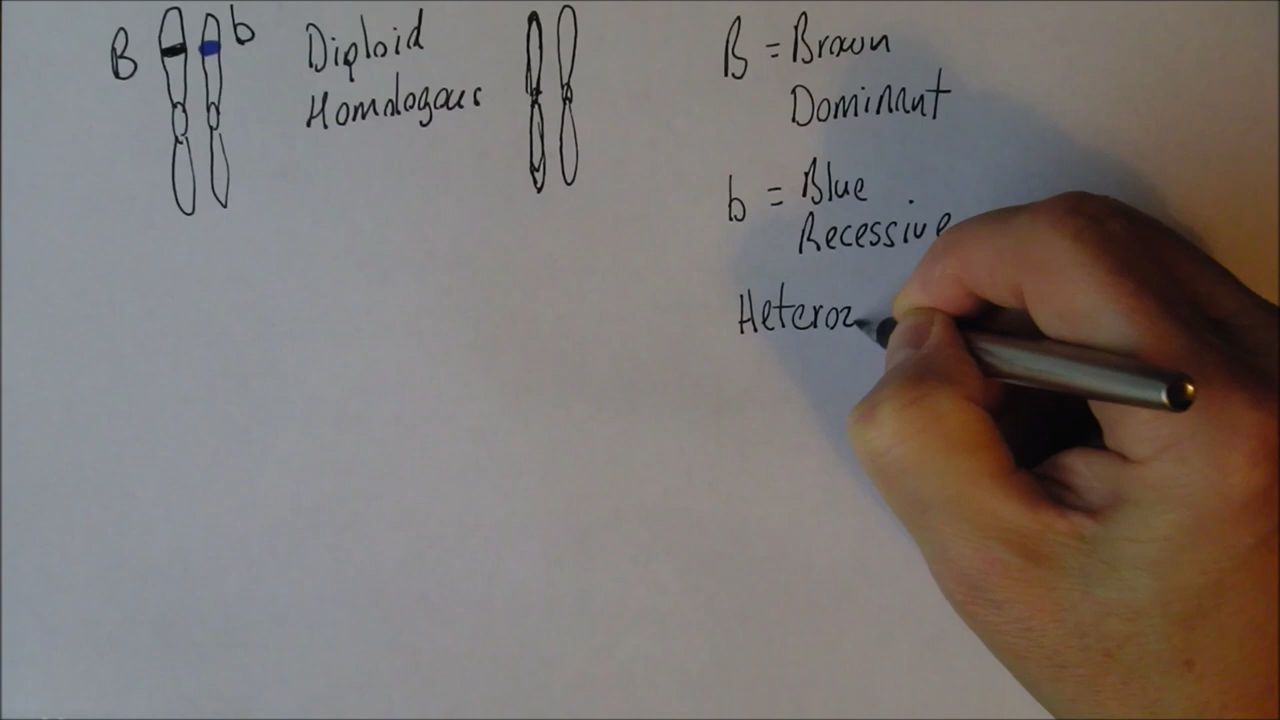 B b
Diploid
Homologous
B = Brown
Dominant
b = Blue
Recessive
Heteroz